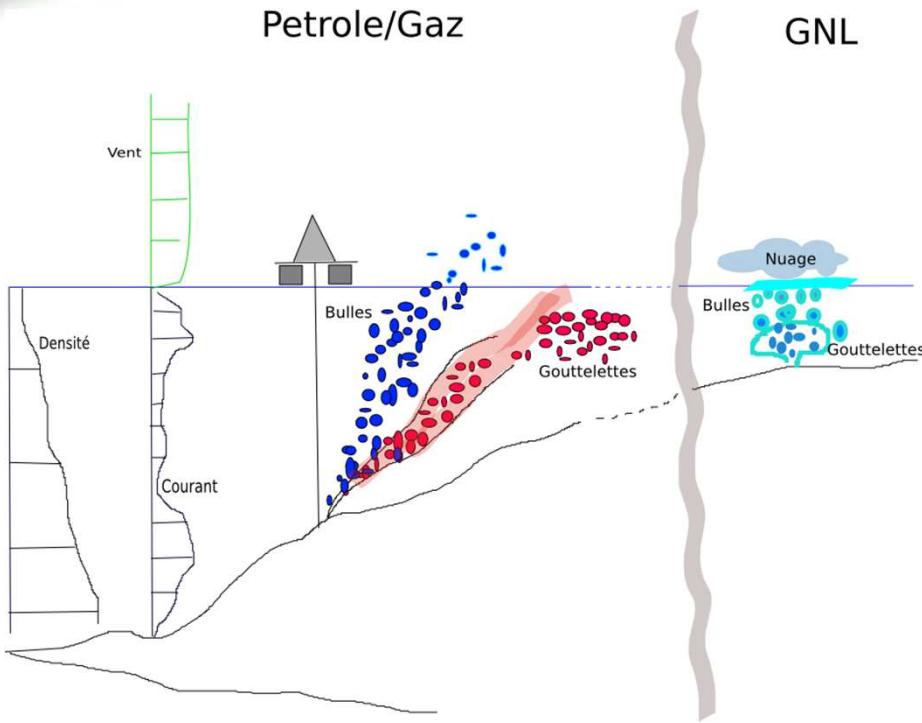 Petrole/Gaz
GNL
Vent
Nuage
Bulles
Bulles
Densité
Gouttelettes
Gouttelettes
Courant